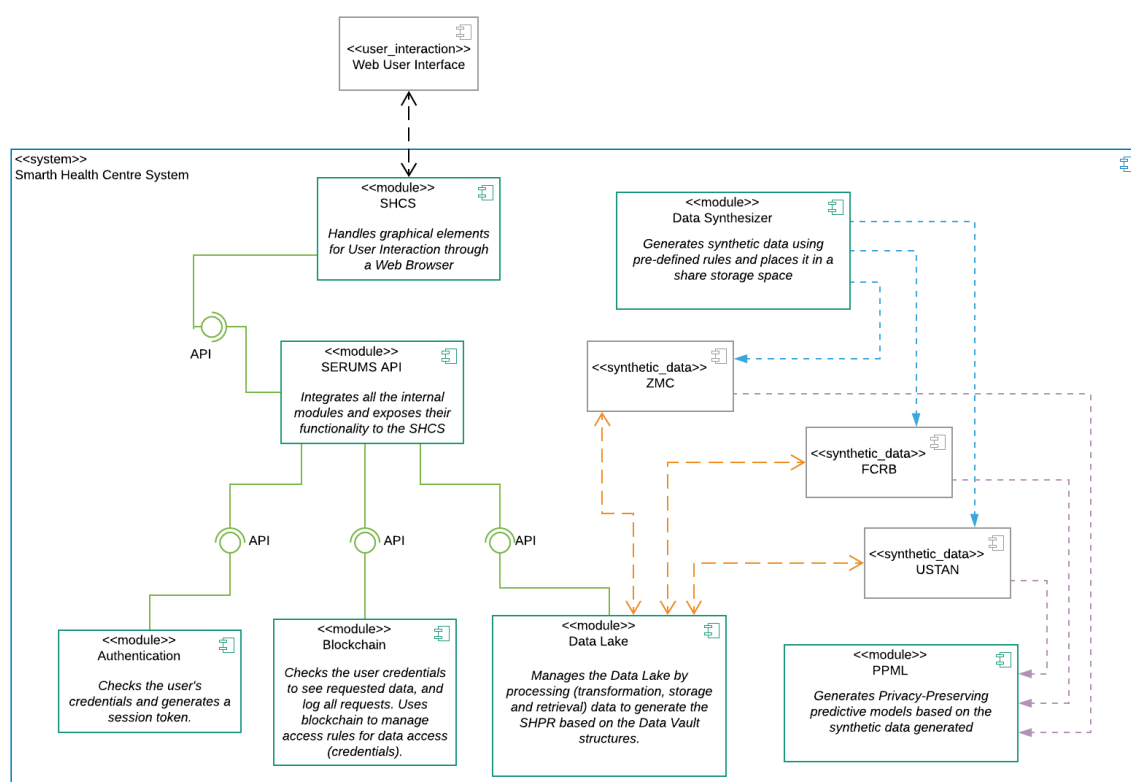 <<user_interaction>>
Web User Interface
<<system>>
Smarth Health Centre System
<<module>>
SHCS
Handles graphical elements
for User Interaction through
a Web Browser
<<module>>
Data Synthesizer
Generates synthetic data using
pre-defined rules and places it in a
share storage space
API
<<module>>
SERUMS API
Integrates all the internal
modules and exposes their
functionality to the SHCS
<<synthetic_data>>
ZMC
<<synthetic_data>>
FCRB
<<synthetic_data>>
USTAN
API
API
API
<<module>>
Authentication
Checks the user's
credentials and generates a
session token.
<<module>>
Blockchain
Checks the user credentials
to see requested data, and
log all requests. Uses
blockchain to manage
access rules for data access
(credentials).
<<module>>
Data Lake
Manages the Data Lake by
processing (transformation, storage
and retrieval) data to generate the
SHPR based on the Data Vault
structures.
<<module>>
PPML
Generates Privacy-Preserving
predictive models based on the
synthetic data generated